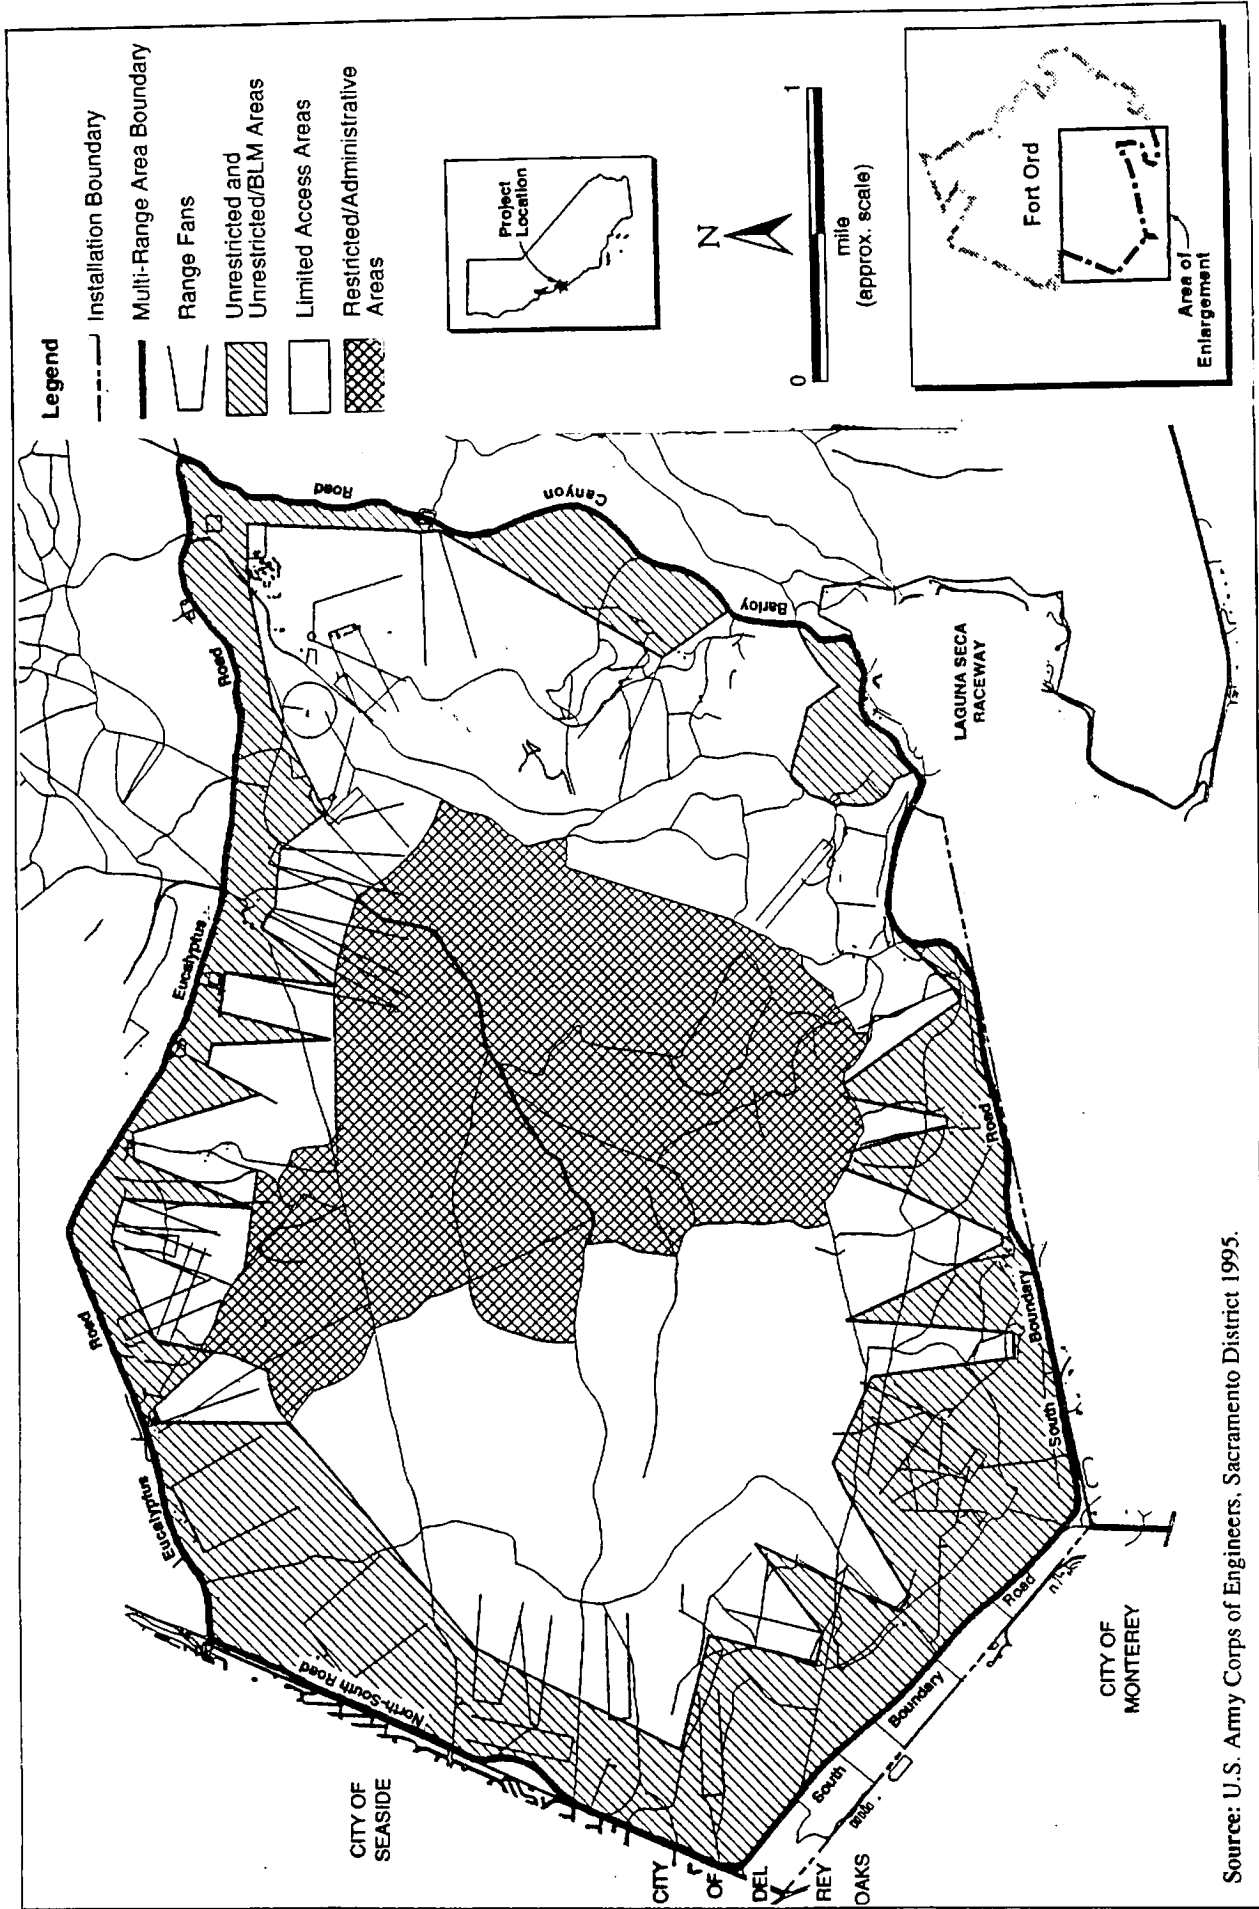 Legend
Installation Boundary
Multi-Range Area Boundary
Range Fans
Unrestricted and
Unrestricted/BLM Areas
Limited Access Areas
Restricted/Administrative
Areas
Project
Location
N
0
1
mile
(approx. scale)
Fort Ord
Area of
Enlargement
Eucalyptus
Road
Eucalyptus
Road
Road
Canyon
Barloy
LAGUNA SECA
RACEWAY
North-South Road
CITY OF
SEASIDE
CITY
OF
DEL
REY
OAKS
South
Boundary
Road
South
Boundary
Road
CITY OF
MONTEREY
Source: U.S. Army Corps of Engineers, Sacramento District 1995.